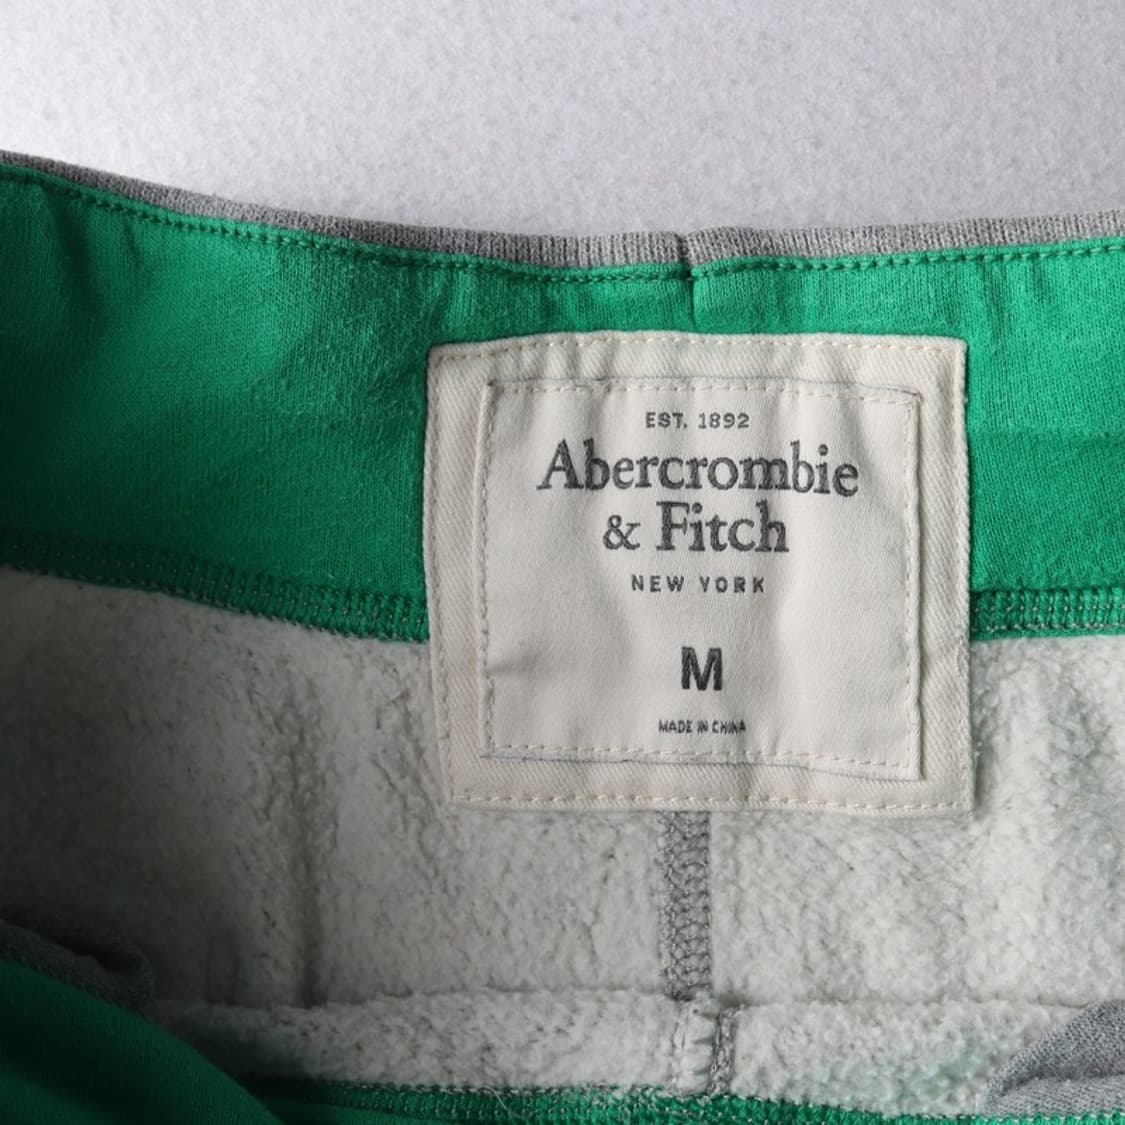 EST. 1892
Abercrombie
& Fitch
NEW YORK
M
MADE IN CHINA